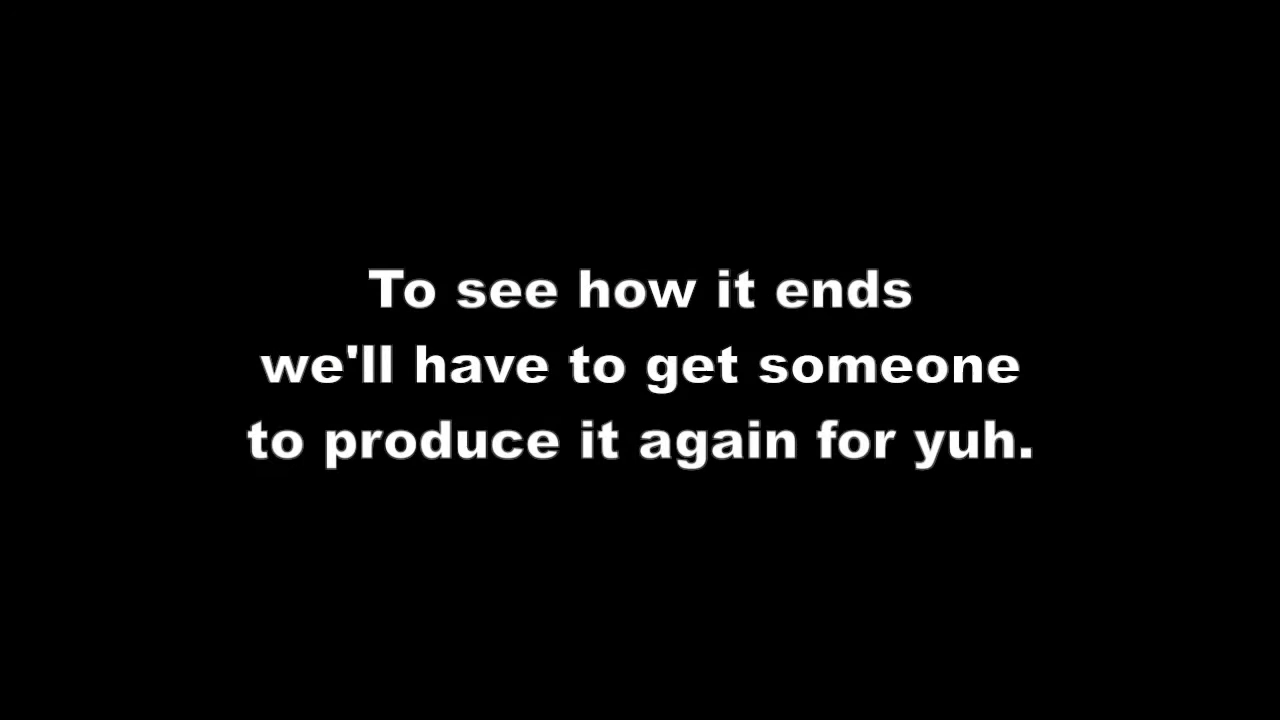 To see how it ends
we'll have to get someone
to produce it again for yuh.